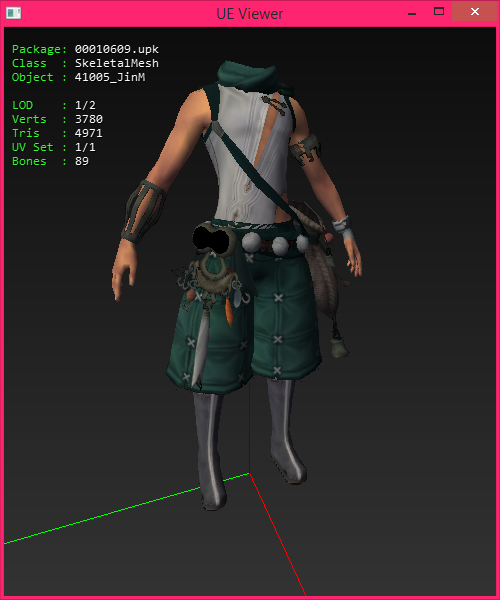 UE Viewer
Package: 00010609.upk
Class : SkeletalMesh
Object : 41005_JinM
LOD : 1/2
Verts : 3780
Tris : 4971
UV Set : 1/1
Bones : 89